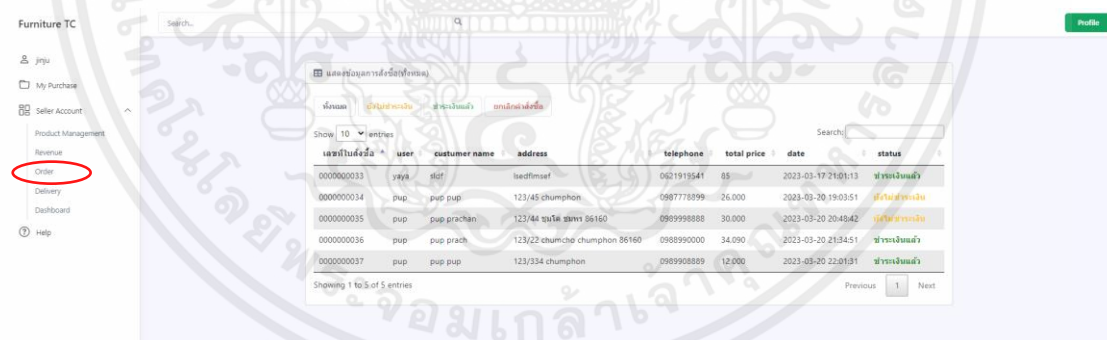 Furniture TC
Search...
Profile
jinju
My Purchase
Seller Account
Product Management
Revenue
Order
Delivery
Dashboard
Help
แสดงข้อมูลการสั่งซื้อ(ทั้งหมด)
ทั้งหมด ยังไม่ชำระเงิน ชำระเงินแล้ว ยกเลิกคำสั่งซื้อ
Show 10 entries Search:
เลขที่ใบสั่งซื้อ user custumer name address telephone total price date status
0000000033 yaya sldf lsedflmsef 0621919541 85 2023-03-17 21:01:13 ชำระเงินแล้ว
0000000034 pup pup pup 123/45 chumphon 0987778899 26.000 2023-03-20 19:03:51 ยังไม่ชำระเงิน
0000000035 pup pup prachan 123/44 ชุมโค ชุมพร 86160 0989998888 30.000 2023-03-20 20:48:42 ยังไม่ชำระเงิน
0000000036 pup pup prach 123/22 chumcho chumphon 86160 0988990000 34.090 2023-03-20 21:34:51 ชำระเงินแล้ว
0000000037 pup pup pup 123/334 chumphon 0989908889 12.000 2023-03-20 22:01:31 ชำระเงินแล้ว
Showing 1 to 5 of 5 entries Previous 1 Next